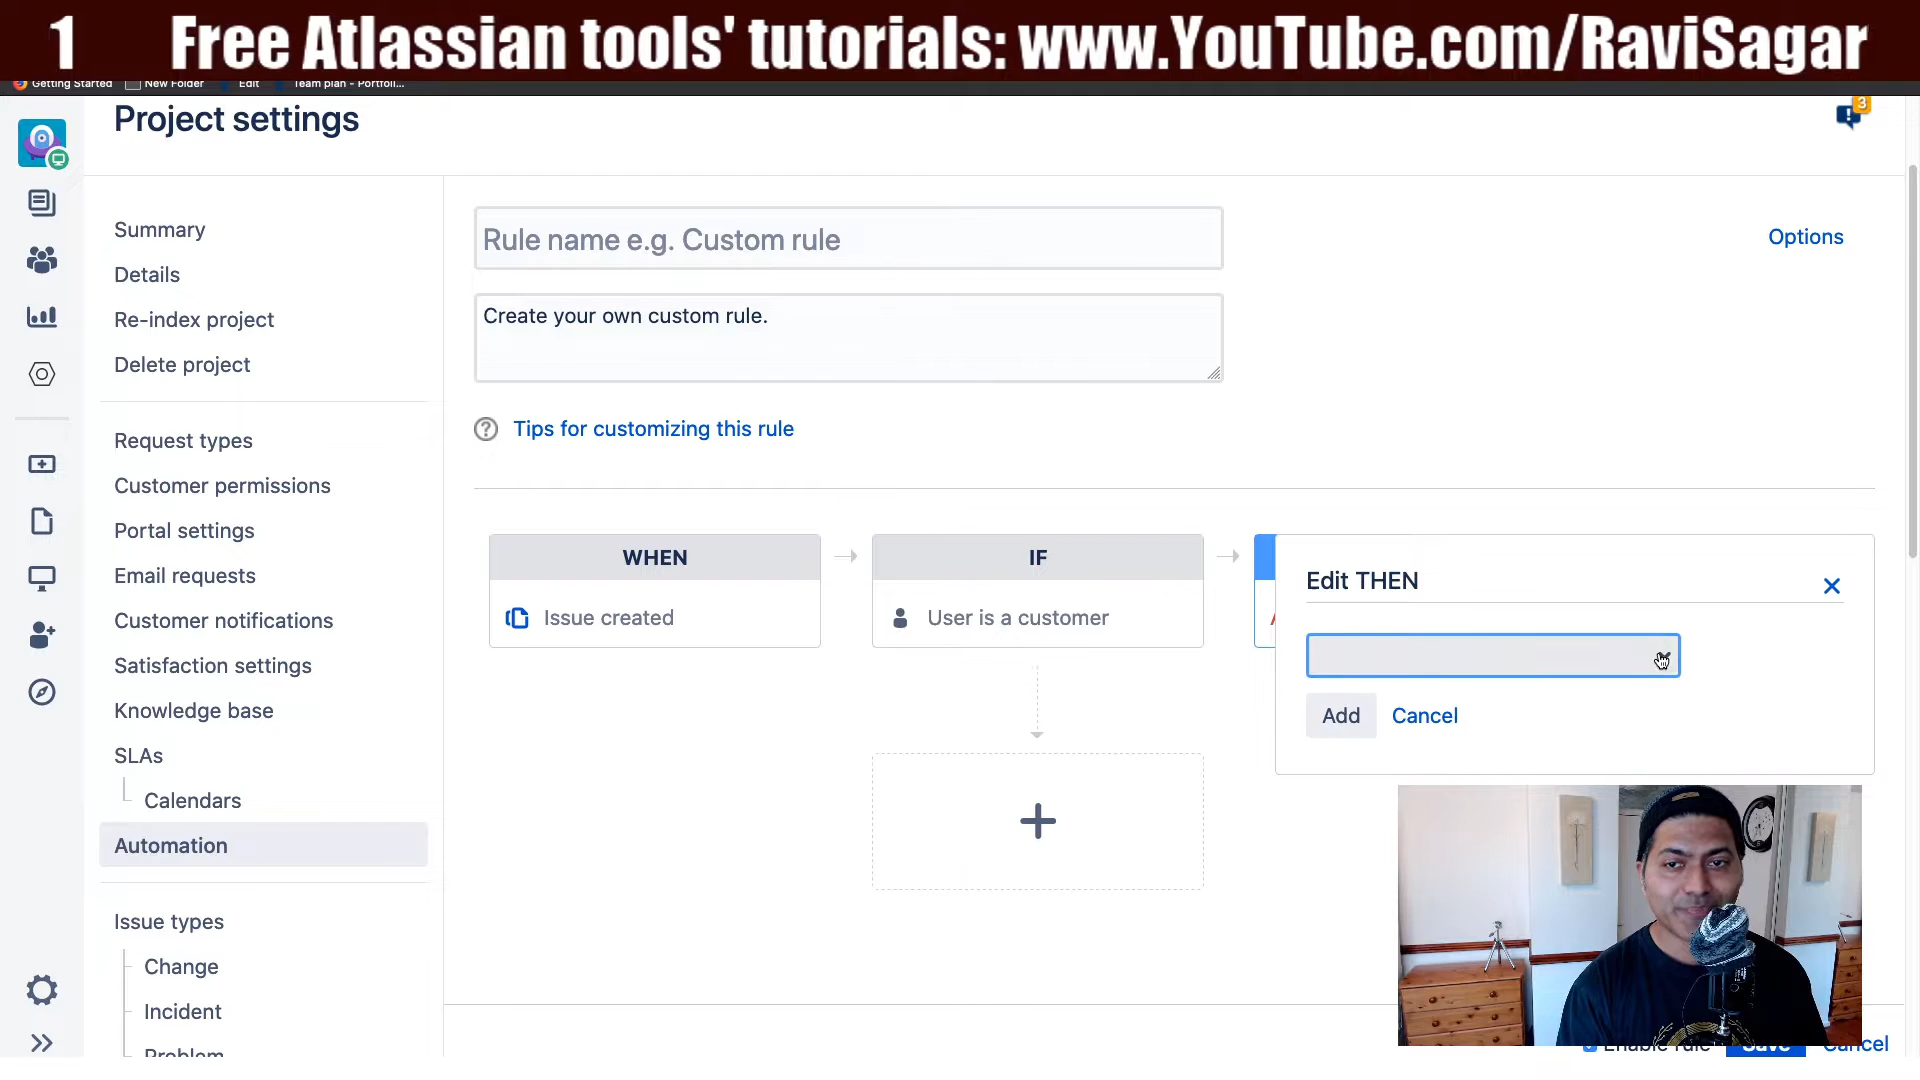 1 Free Atlassian tools' tutorials: www.YouTube.com/RaviSagar
Getting Started New Folder Edit Team plan - Portfoli...
Project settings
3
Summary
Details
Re-index project
Delete project
Request types
Customer permissions
Portal settings
Email requests
Customer notifications
Satisfaction settings
Knowledge base
SLAs
Calendars
Automation
Issue types
Change
Incident
Problem
Rule name e.g. Custom rule
Options
Create your own custom rule.
Tips for customizing this rule
WHEN
Issue created
IF
User is a customer
Edit THEN
Add Cancel
Enable rule Save Cancel